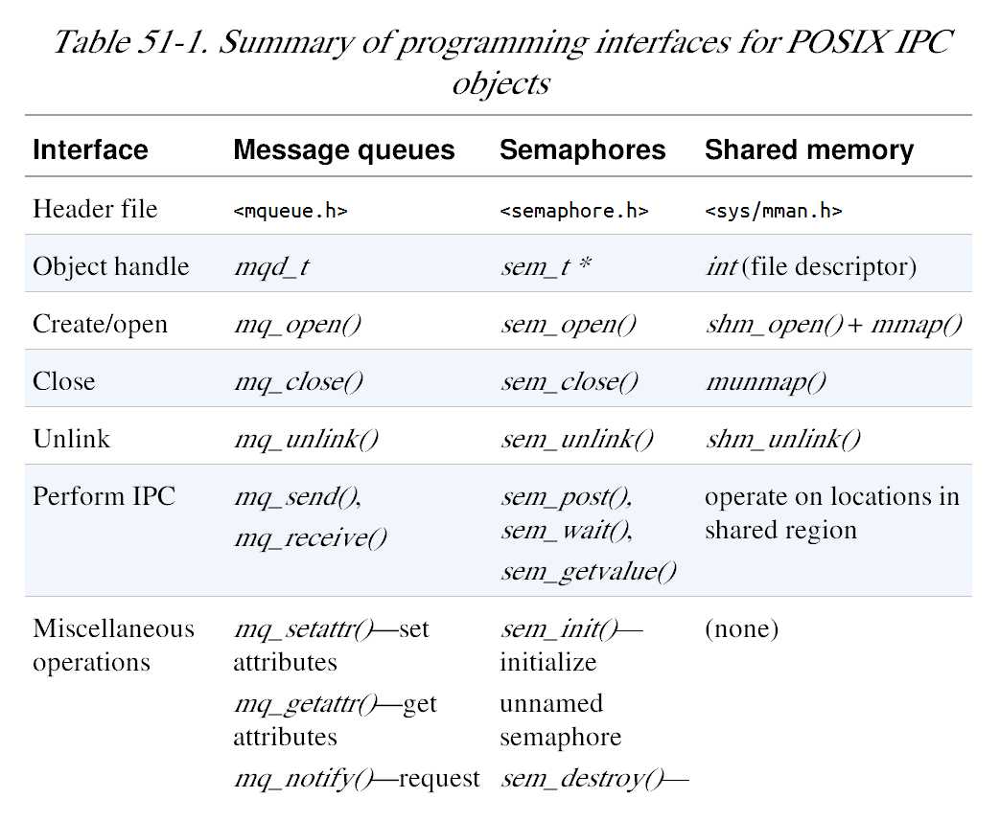 Table 51-1. Summary of programming interfaces for POSIX IPC
objects
Interface Message queues Semaphores Shared memory
Header file <mqueue.h> <semaphore.h> <sys/mman.h>
Object handle mqd_t sem_t * int (file descriptor)
Create/open mq_open() sem_open() shm_open() + mmap()
Close mq_close() sem_close() munmap()
Unlink mq_unlink() sem_unlink() shm_unlink()
Perform IPC mq_send(), sem_post(), operate on locations in
mq_receive() sem_wait(), shared region
sem_getvalue()
Miscellaneous mq_setattr()—set sem_init()— (none)
operations attributes initialize
mq_getattr()—get unnamed
attributes semaphore
mq_notify()—request sem_destroy()—